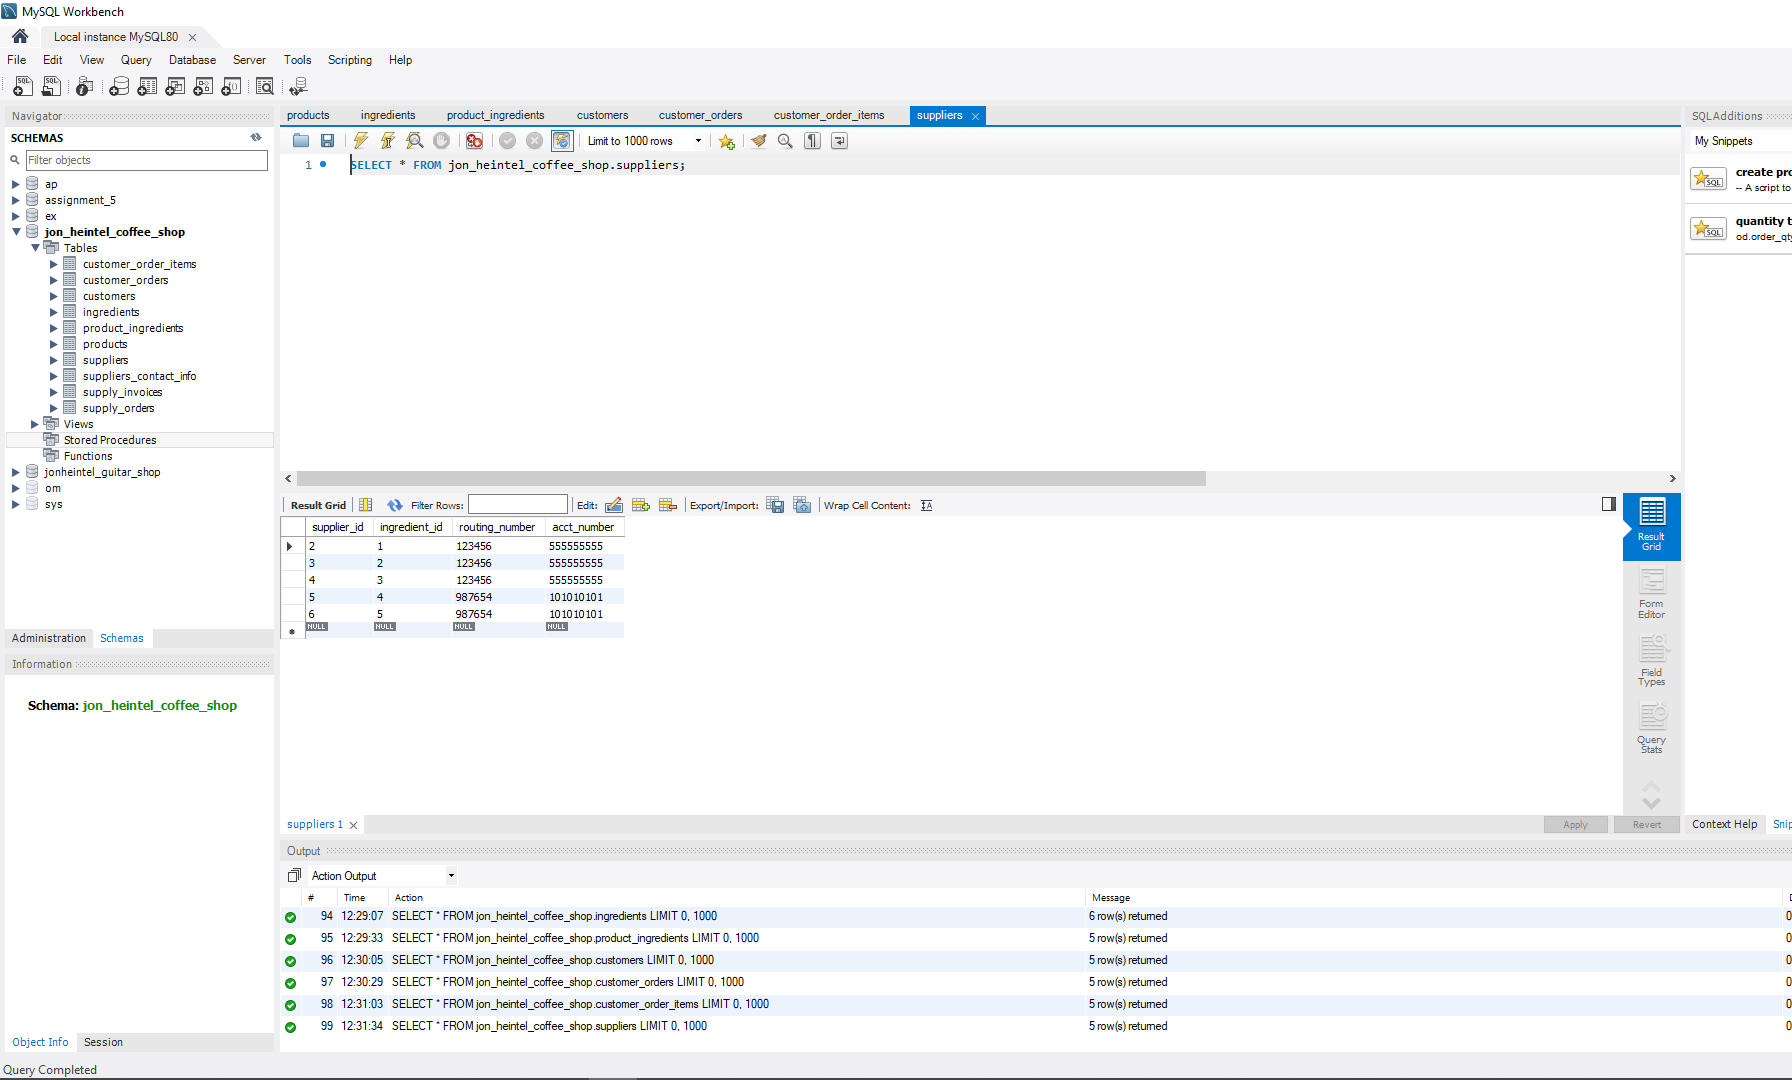 MySQL Workbench
Local instance MySQL80
File Edit View Query Database Server Tools Scripting Help
Navigator
SCHEMAS
Filter objects
ap
assignment_5
ex
jon_heintel_coffee_shop
Tables
customer_order_items
customer_orders
customers
ingredients
product_ingredients
products
suppliers
suppliers_contact_info
supply_invoices
supply_orders
Views
Stored Procedures
Functions
jonheintel_guitar_shop
om
sys
Administration Schemas
Information
Schema: jon_heintel_coffee_shop
Object Info Session
products ingredients product_ingredients customers customer_orders customer_order_items suppliers
Limit to 1000 rows
1 SELECT * FROM jon_heintel_coffee_shop.suppliers;
Result Grid Filter Rows: Edit: Export/Import: Wrap Cell Content:
supplier_id ingredient_id routing_number acct_number
2 1 123456 555555555
3 2 123456 555555555
4 3 123456 555555555
5 4 987654 101010101
6 5 987654 101010101
NULL NULL NULL NULL
Result
Grid
Form
Editor
Field
Types
Query
Stats
suppliers 1
Apply Revert
SQLAdditions
My Snippets
SQL
create pro
-- A script to
SQL
quantity t
od.order_qty
Context Help Snip
Output
Action Output
# Time Action Message
94 12:29:07 SELECT * FROM jon_heintel_coffee_shop.ingredients LIMIT 0, 1000 6 row(s) returned 0
95 12:29:33 SELECT * FROM jon_heintel_coffee_shop.product_ingredients LIMIT 0, 1000 5 row(s) returned 0
96 12:30:05 SELECT * FROM jon_heintel_coffee_shop.customers LIMIT 0, 1000 5 row(s) returned 0
97 12:30:29 SELECT * FROM jon_heintel_coffee_shop.customer_orders LIMIT 0, 1000 5 row(s) returned 0
98 12:31:03 SELECT * FROM jon_heintel_coffee_shop.customer_order_items LIMIT 0, 1000 5 row(s) returned 0
99 12:31:34 SELECT * FROM jon_heintel_coffee_shop.suppliers LIMIT 0, 1000 5 row(s) returned 0
Query Completed